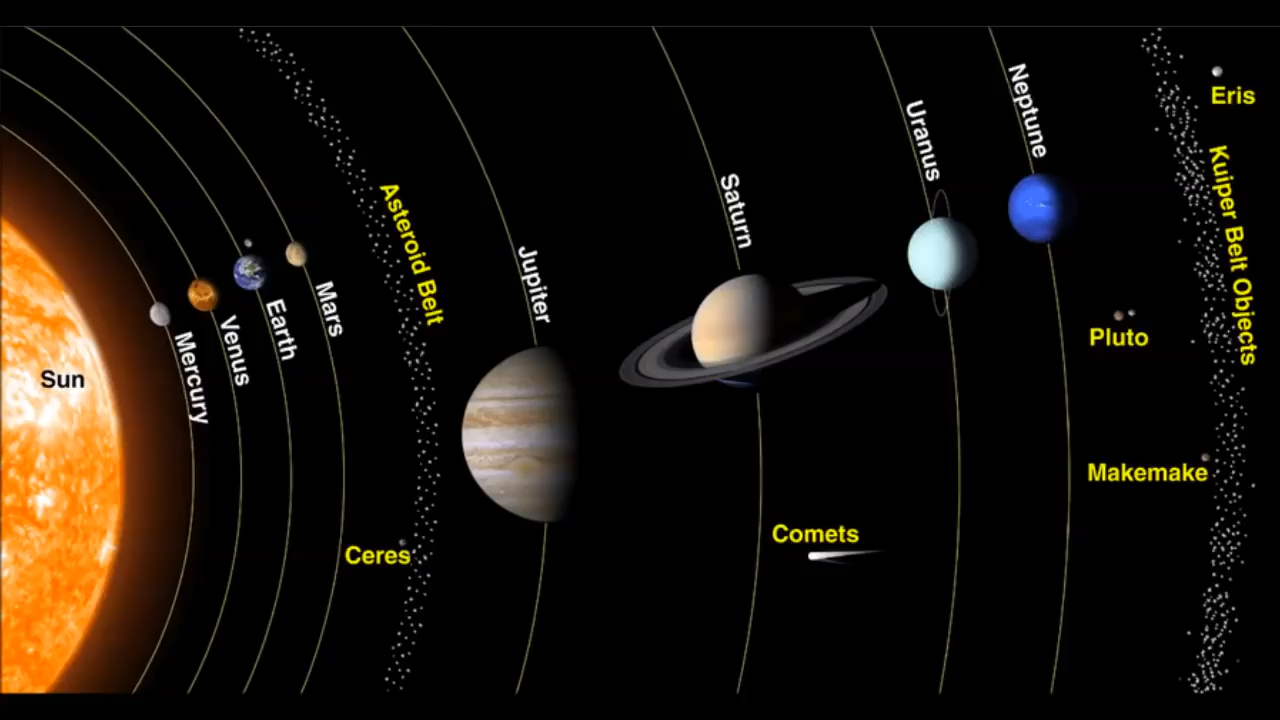 Sun
Mercury
Venus
Earth
Mars
Asteroid Belt
Ceres
Jupiter
Saturn
Comets
Uranus
Neptune
Pluto
Makemake
Eris
Kuiper Belt Objects